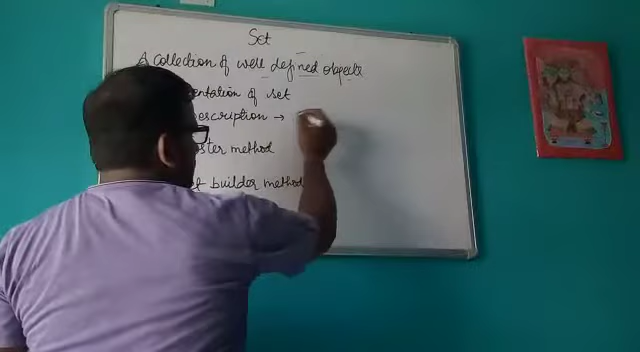 Set
A collection of well defined objects
entation of set
escription →
ster method
t builder method